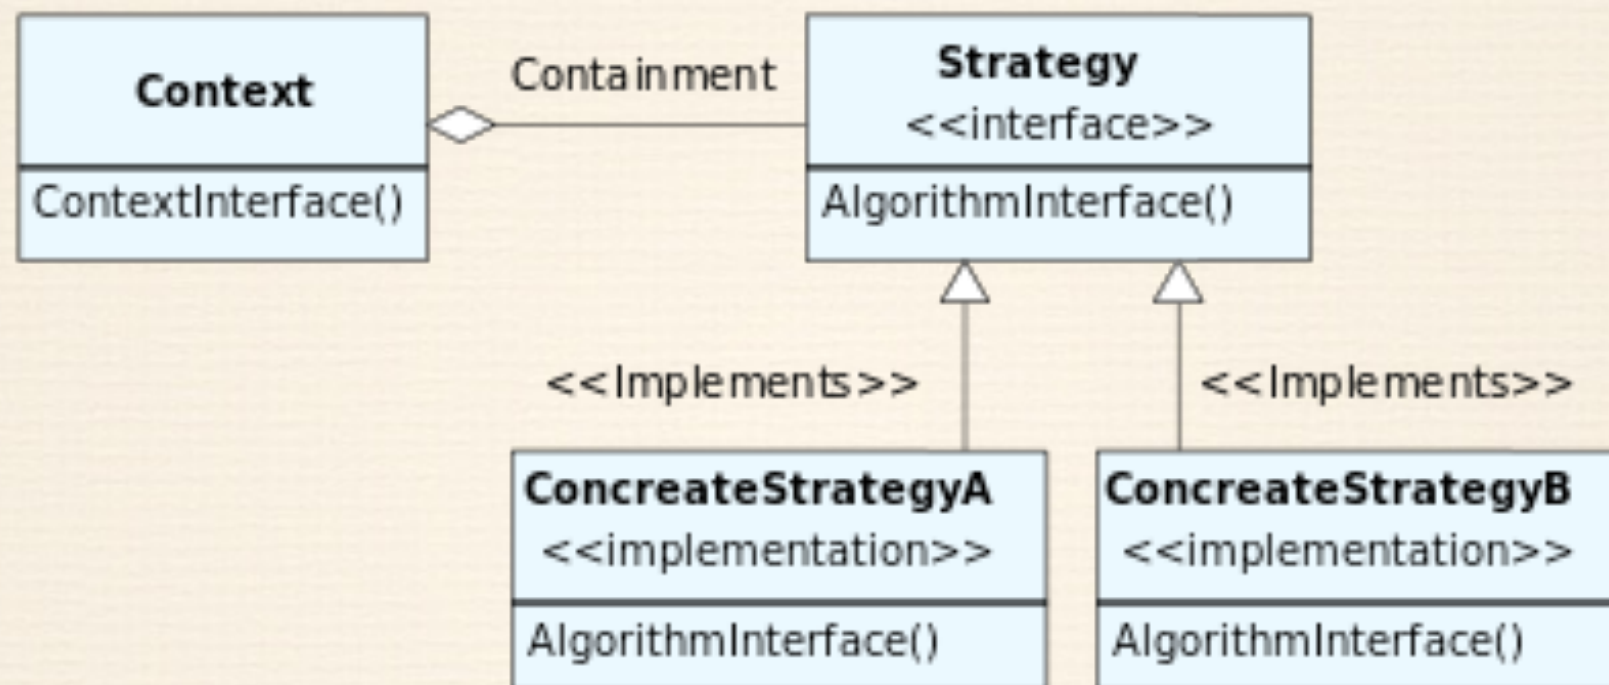 Context
ContextInterface()
Containment
Strategy
<<interface>>
AlgorithmInterface()
<<Implements>>
<<Implements>>
ConcreateStrategyA
<<implementation>>
AlgorithmInterface()
ConcreateStrategyB
<<implementation>>
AlgorithmInterface()